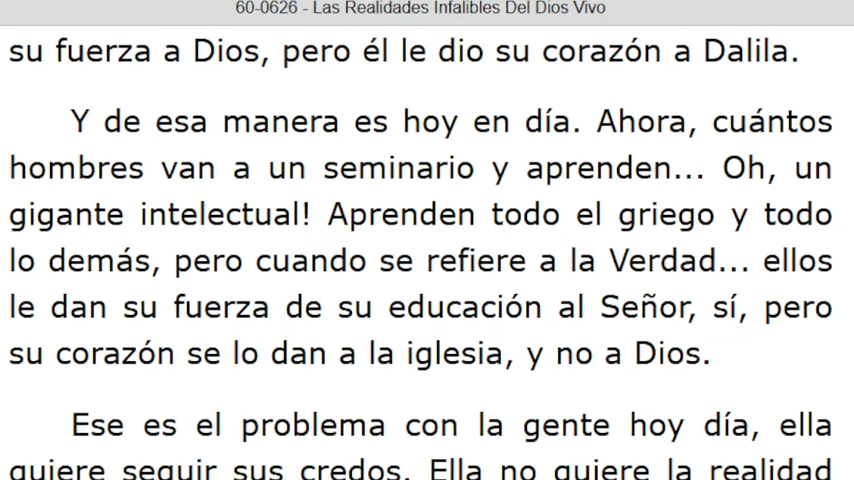 60-0626 - Las Realidades Infalibles Del Dios Vivo
su fuerza a Dios, pero él le dio su corazón a Dalila.
Y de esa manera es hoy en día. Ahora, cuántos
hombres van a un seminario y aprenden... Oh, un
gigante intelectual! Aprenden todo el griego y todo
lo demás, pero cuando se refiere a la Verdad... ellos
le dan su fuerza de su educación al Señor, sí, pero
su corazón se lo dan a la iglesia, y no a Dios.
Ese es el problema con la gente hoy día, ella
quiere seguir sus credos. Ella no quiere la realidad